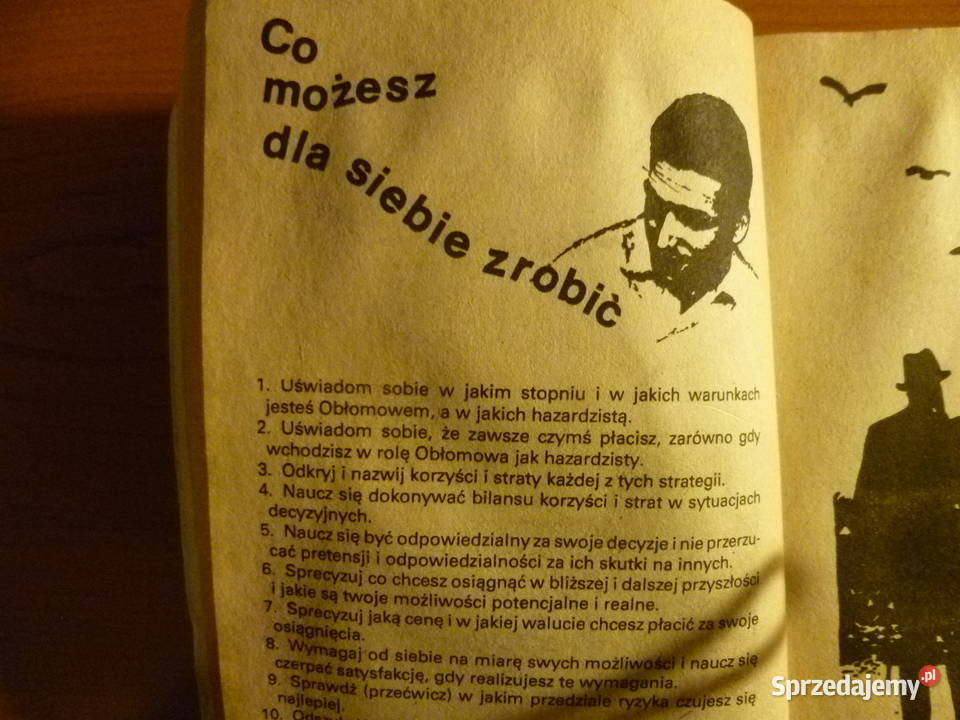 Co
możesz
dla siebie zrobić
1. Uświadom sobie w jakim stopniu i w jakich warunkach
jesteś Obłomowem, a w jakich hazardzistą.
2. Uświadom sobie, że zawsze czymś płacisz, zarówno gdy
wchodzisz w rolę Obłomowa jak hazardzisty.
3. Odkryj i nazwij korzyści i straty każdej z tych strategii.
4. Naucz się dokonywać bilansu korzyści i strat w sytuacjach
decyzyjnych.
5. Naucz się być odpowiedzialny za swoje decyzje i nie przerzu-
cać pretensji i odpowiedzialności za ich skutki na innych.
6. Sprecyzuj co chcesz osiągnąć w bliższej i dalszej przyszłości
i jakie są twoje możliwości potencjalne i realne.
7. Sprecyzuj jaką cenę i w jakiej walucie chcesz płacić za swoje
osiągnięcia.
8. Wymagaj od siebie na miarę swych możliwości i naucz się
czerpać satysfakcję, gdy realizujesz te wymagania.
9. Sprawdź (przećwicz) w jakim przedziale ryzyka czujesz się
najlepiej.
10.
Sprzedajemy.pl